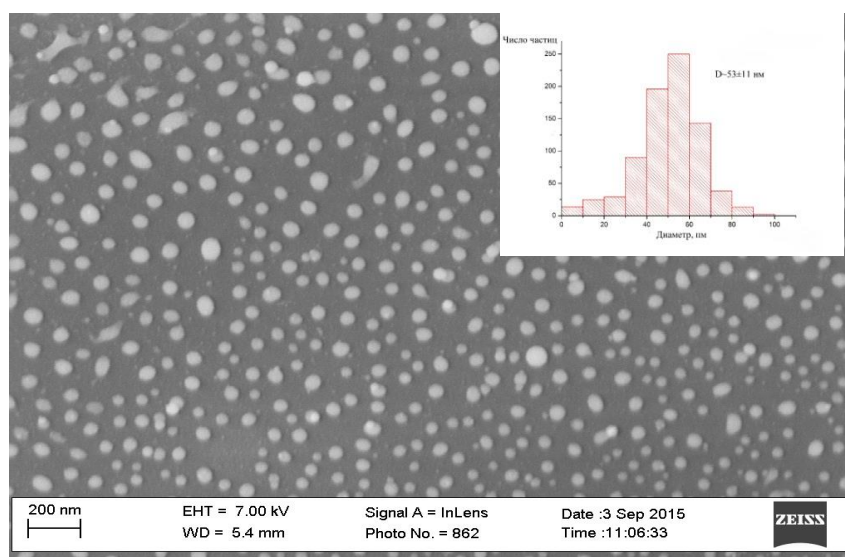 Число частиц
250
200
150
100
50
0
D~53±11 нм
0 20 40 60 80 100
Диаметр, нм
200 nm
EHT = 7.00 kV
WD = 5.4 mm
Signal A = InLens
Photo No. = 862
Date :3 Sep 2015
Time :11:06:33
ZEISS